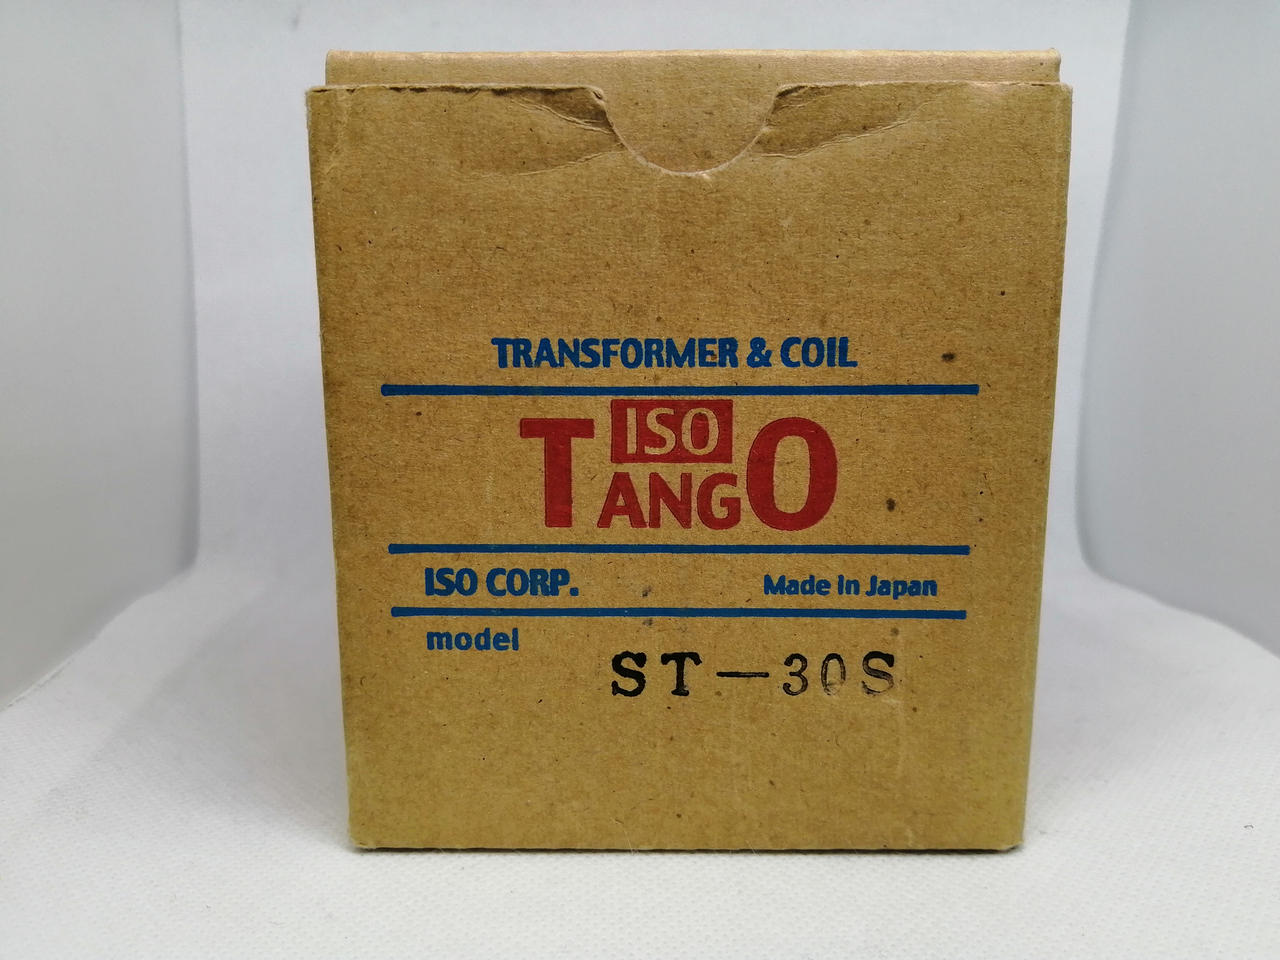 TRANSFORMER & COIL
ISO
TANGO
ISO CORP. Made in Japan
model
ST-30S